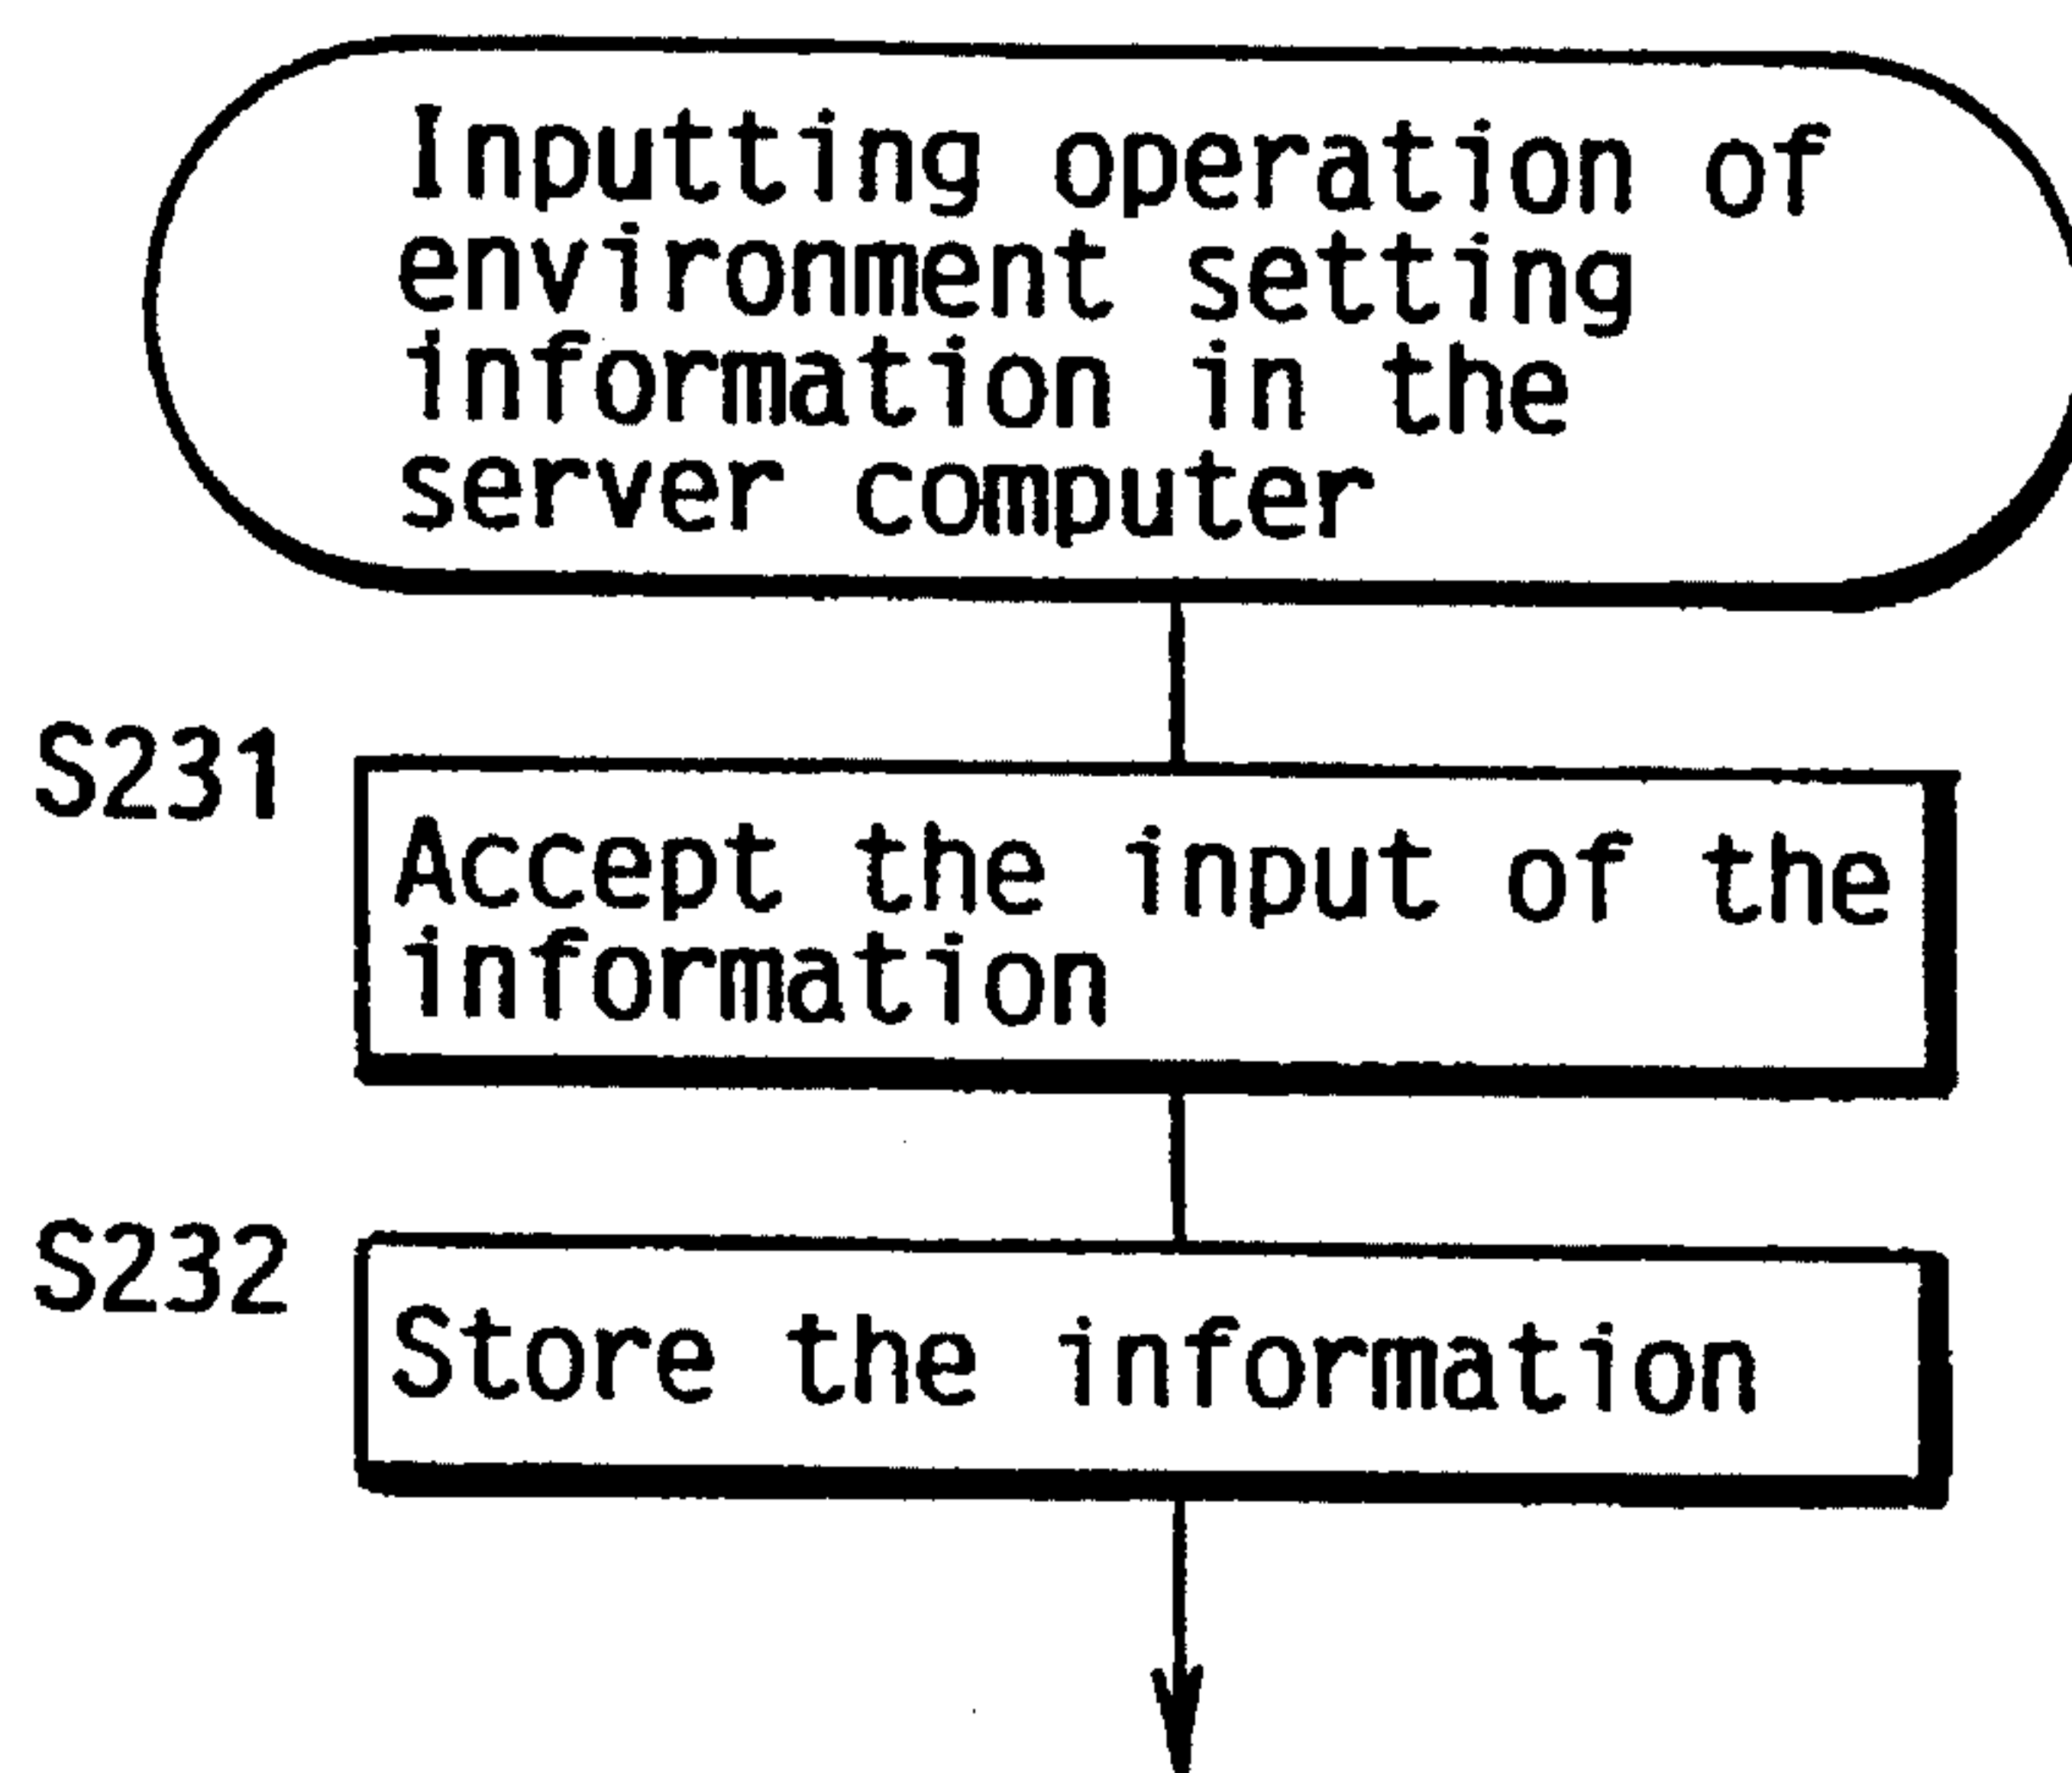 Inputting operation of
environment setting
information in the
server computer
S231
Accept the input of the
information
S232
Store the information